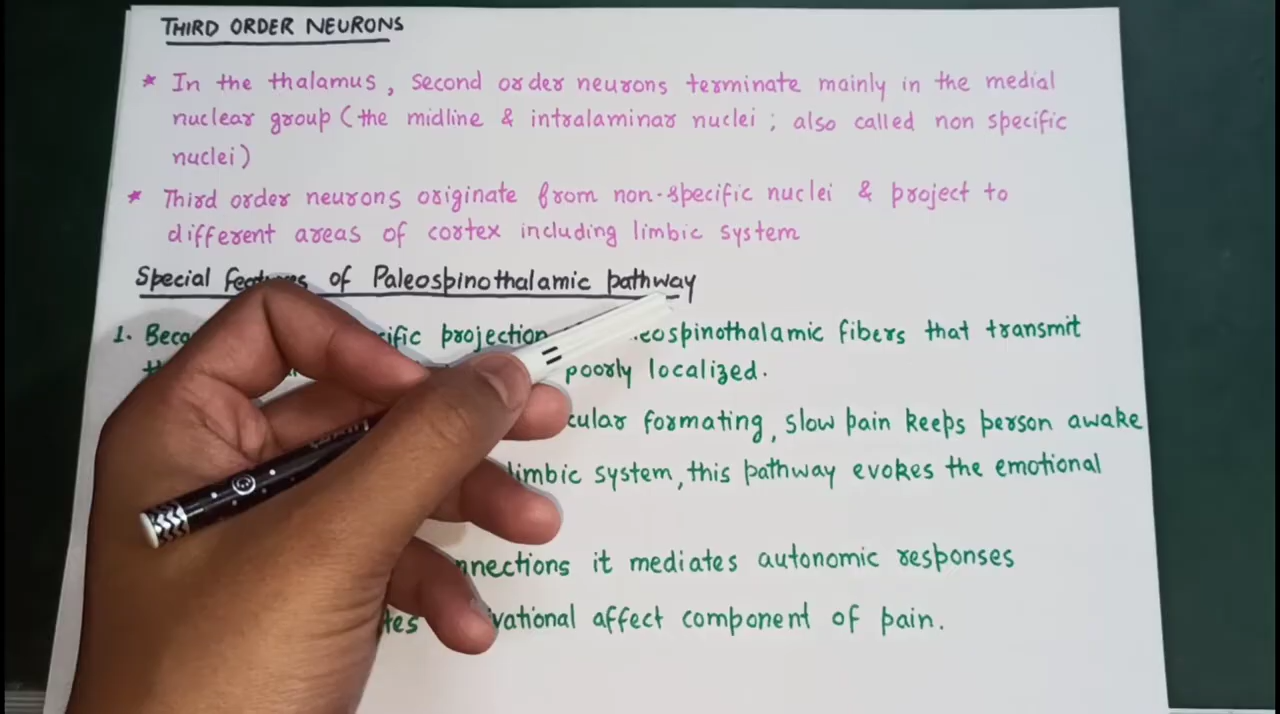 THIRD ORDER NEURONS
* In the thalamus, second order neurons terminate mainly in the medial
nuclear group (the midline & intralaminar nuclei ; also called non specific
nuclei)
* Third order neurons originate from non-specific nuclei & project to
different areas of cortex including limbic system
Special of Paleospinothalamic pathway
1. projection fibers that transmit
poorly localized.
formating, slow pain keeps person awake
limbic system, this pathway evokes the emotional
it mediates autonomic responses
affect component of pain.